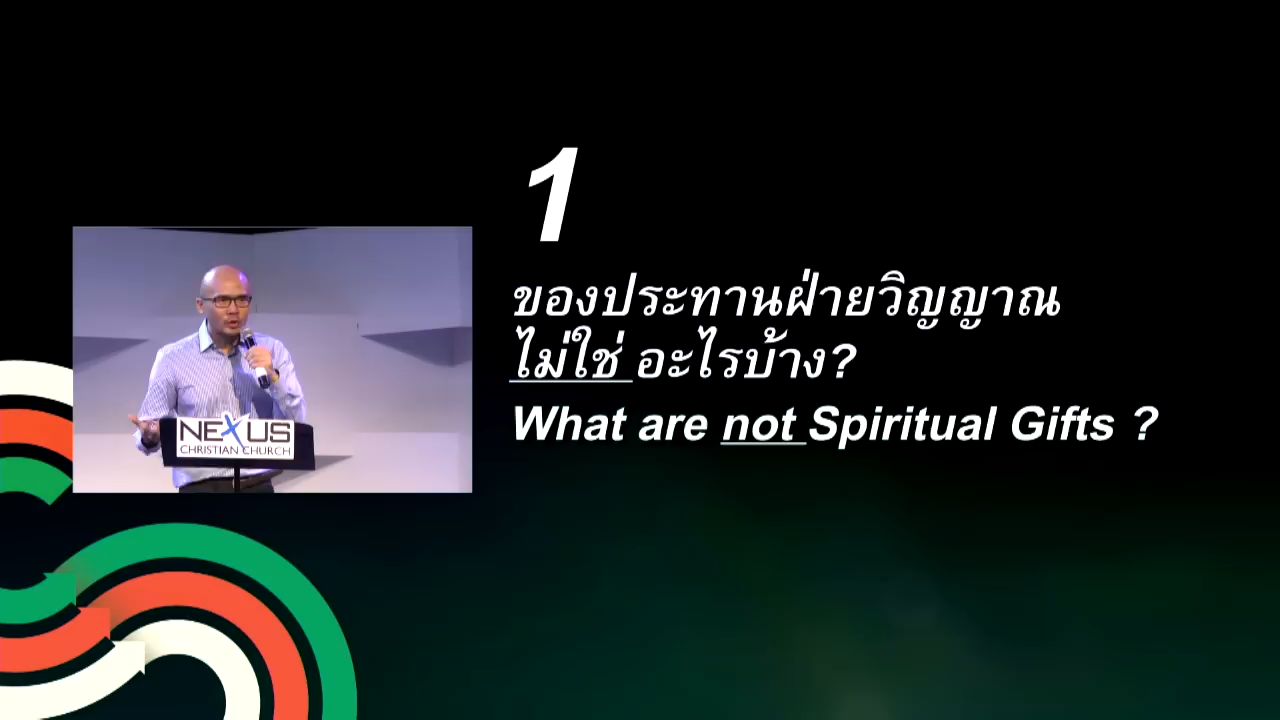 1
ของประทานฝ่ายวิญญาณ
ไม่ใช่ อะไรบ้าง?
What are not Spiritual Gifts ?
NEXUS
CHRISTIAN CHURCH